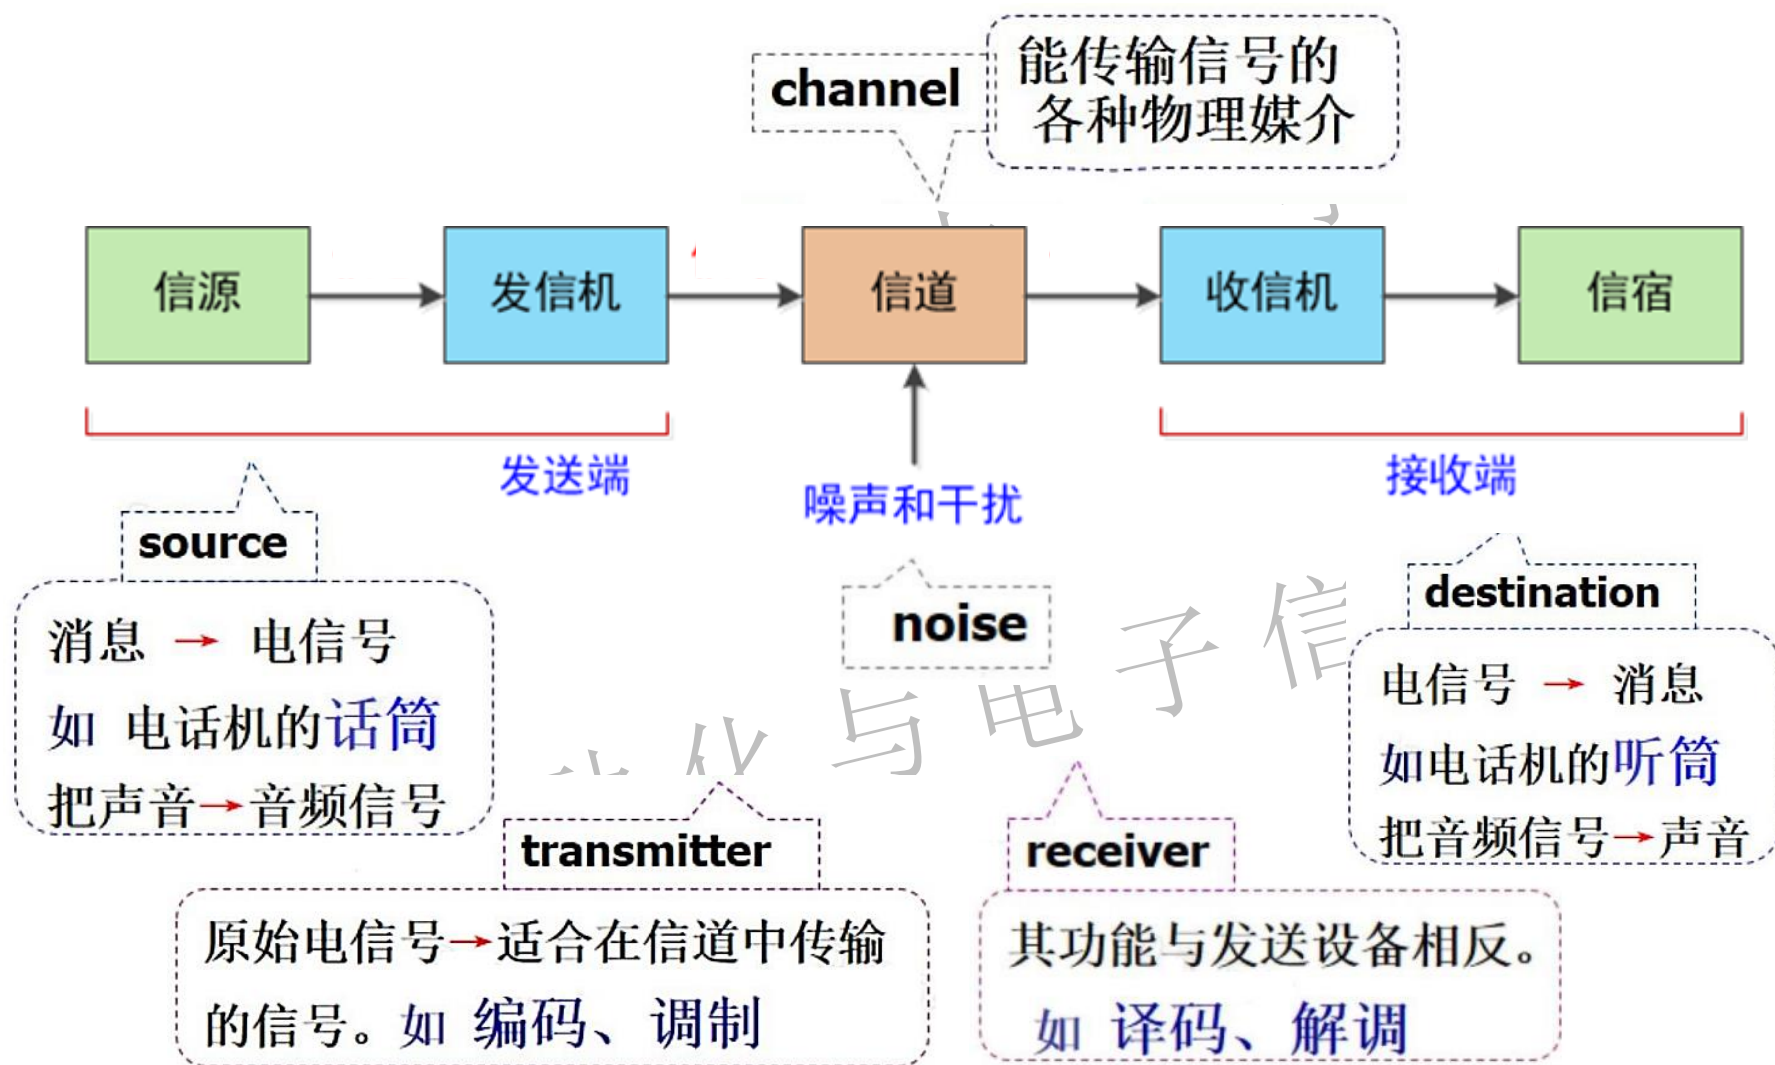 channel
能传输信号的
各种物理媒介
信源
发信机
信道
收信机
信宿
发送端
噪声和干扰
接收端
source
消息 → 电信号
如 电话机的话筒
把声音→音频信号
noise
destination
电信号 → 消息
如电话机的听筒
把音频信号→声音
化与电子信
transmitter
原始电信号→适合在信道中传输
的信号。如 编码、调制
receiver
其功能与发送设备相反。
如 译码、解调